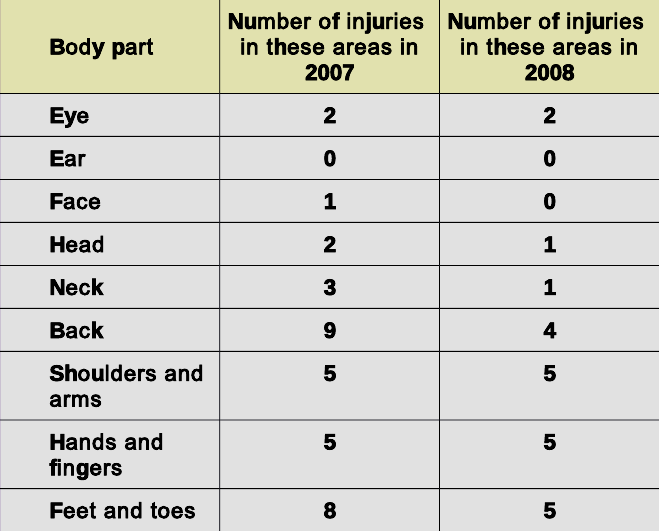 Body part
Number of injuries
in these areas in
2007
Number of injuries
in these areas in
2008
Eye 2 2
Ear 0 0
Face 1 0
Head 2 1
Neck 3 1
Back 9 4
Shoulders and
arms 5 5
Hands and
fingers 5 5
Feet and toes 8 5